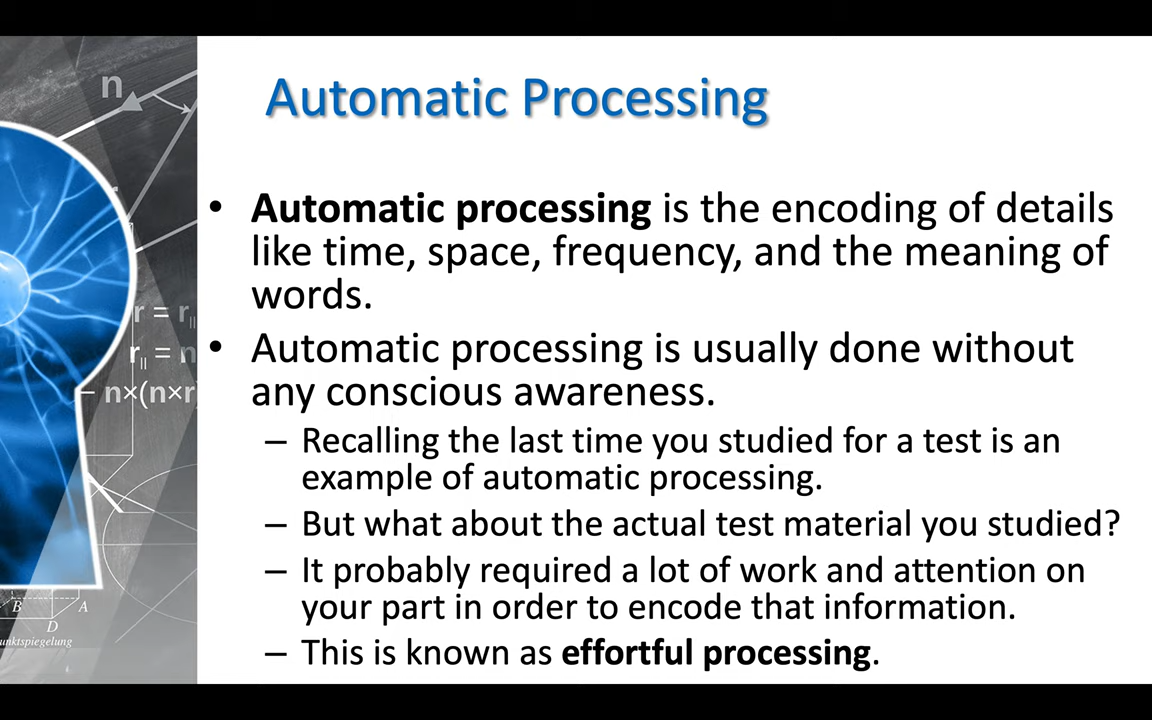 Automatic Processing
• Automatic processing is the encoding of details
like time, space, frequency, and the meaning of
words.
• Automatic processing is usually done without
any conscious awareness.
– Recalling the last time you studied for a test is an
example of automatic processing.
– But what about the actual test material you studied?
– It probably required a lot of work and attention on
your part in order to encode that information.
– This is known as effortful processing.
n
n×(n×r)
B
A
D